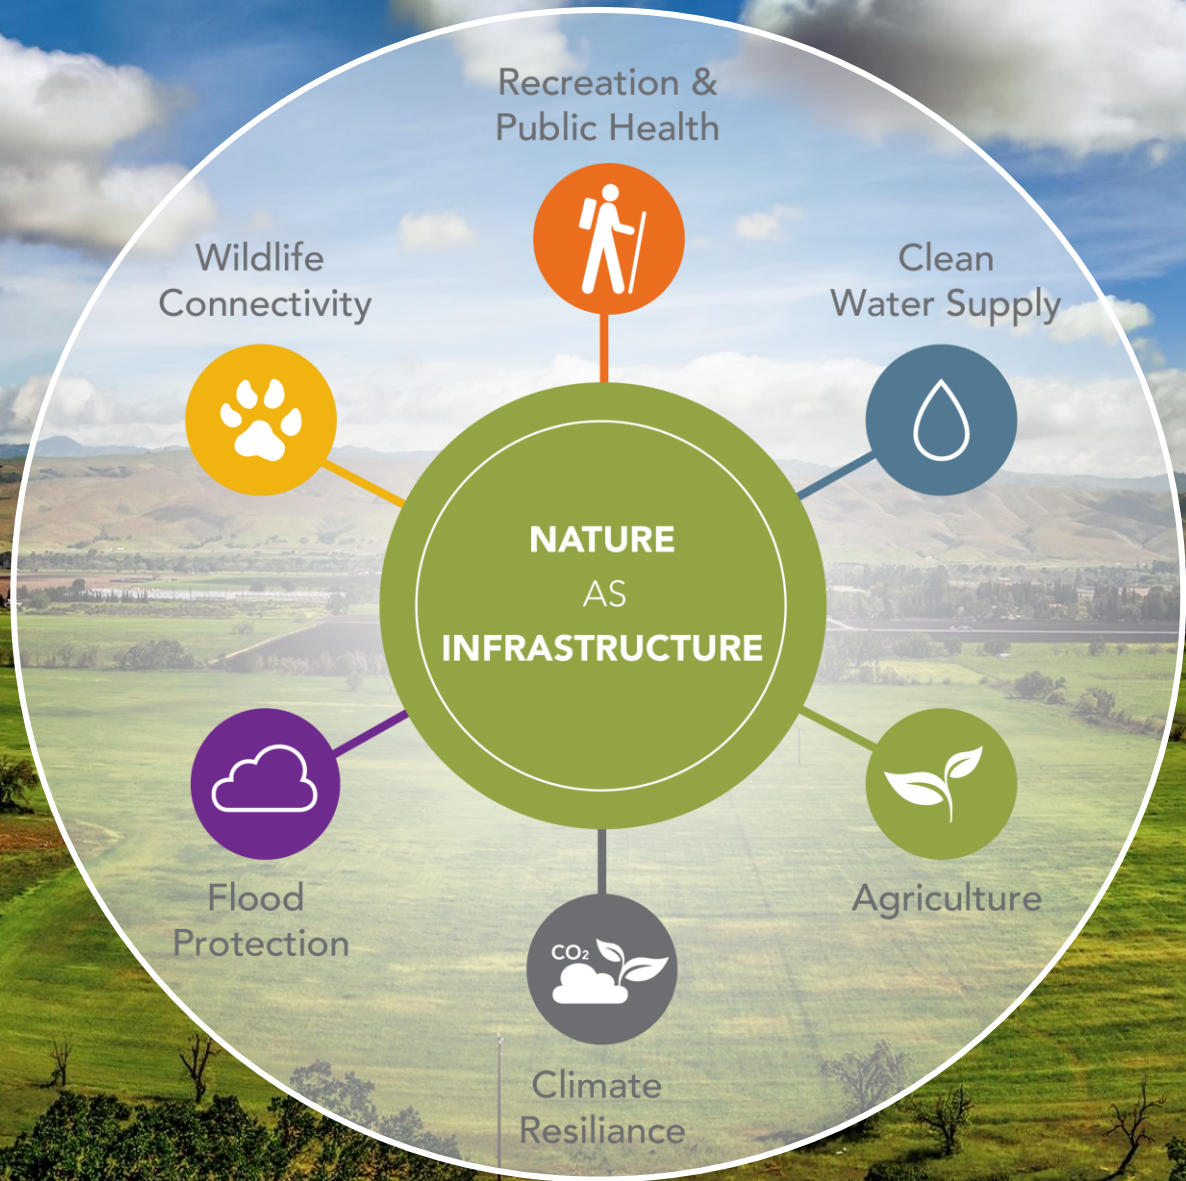 Recreation &
Public Health
Wildlife
Connectivity
Clean
Water Supply
NATURE
AS
INFRASTRUCTURE
Flood
Protection
Agriculture
CO₂
Climate
Resiliance